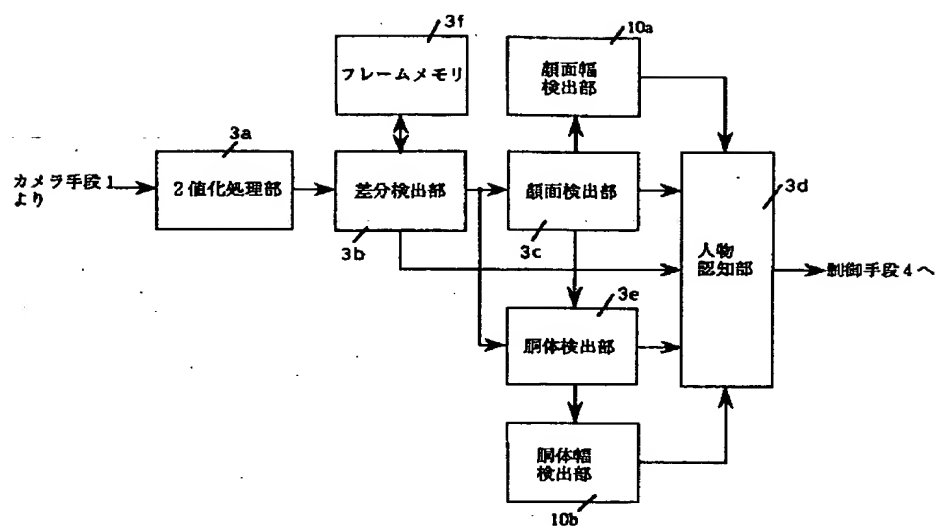 3f
フレームメモリ
10a
顔面幅
検出部
3a
2値化処理部
カメラ手段1
より
差分検出部
3b
顔面検出部
3c
3d
人物
認知部
制御手段4へ
3e
胴体検出部
胴体幅
検出部
10b